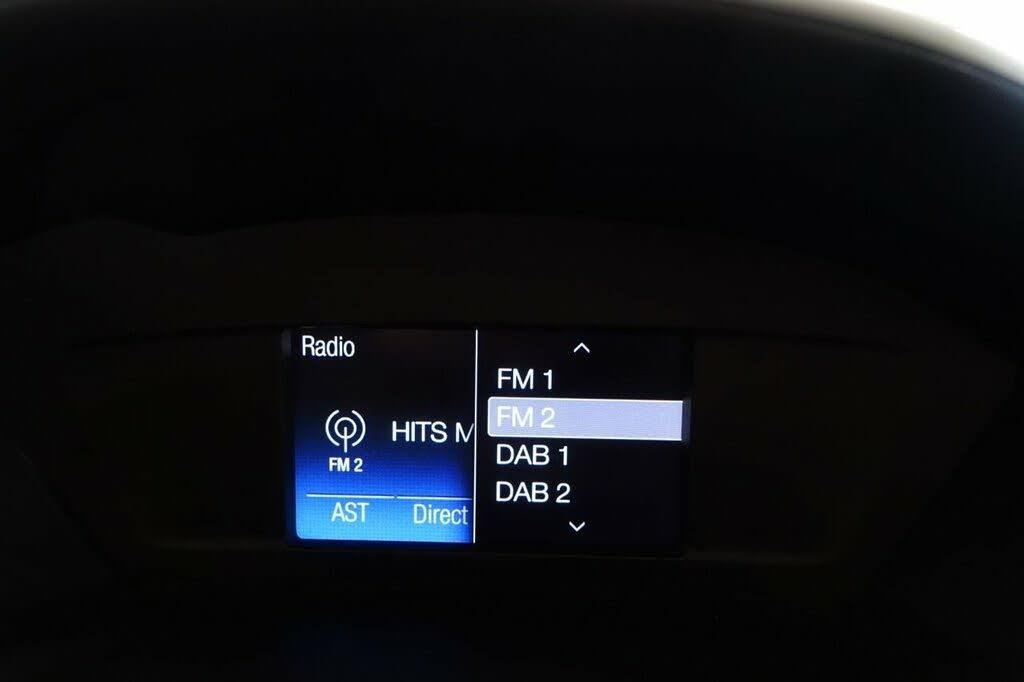 Radio
HITS M
FM 2
AST
Direct
FM 1
FM 2
DAB 1
DAB 2